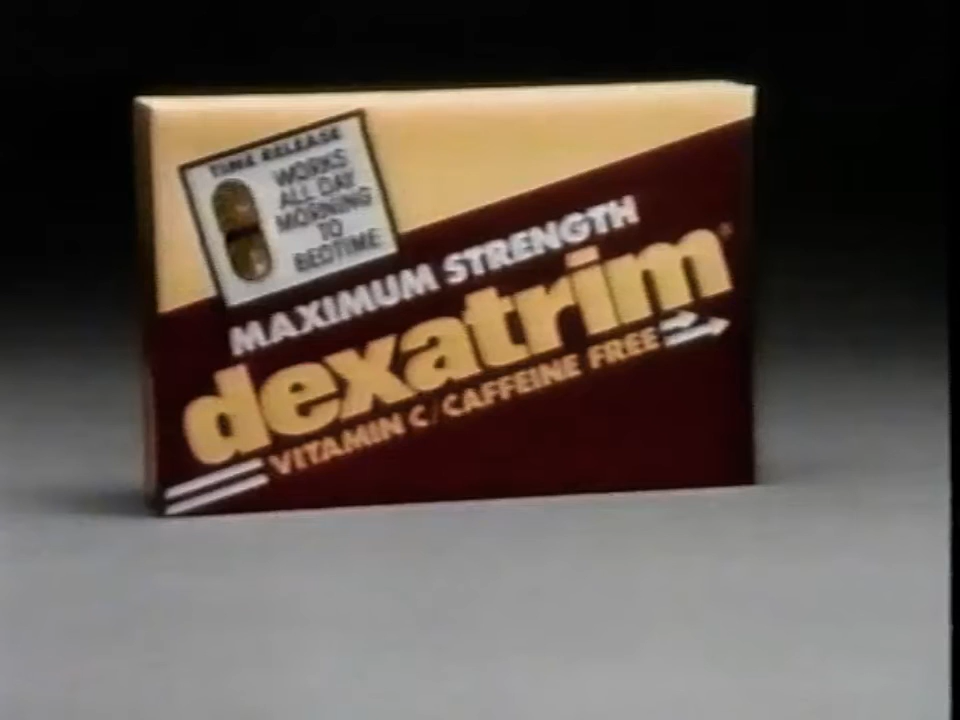 TIME RELEASE
WORKS
ALL DAY
MORNING
TO
BEDTIME
MAXIMUM STRENGTH
dexatrim®
VITAMIN C/CAFFEINE FREE